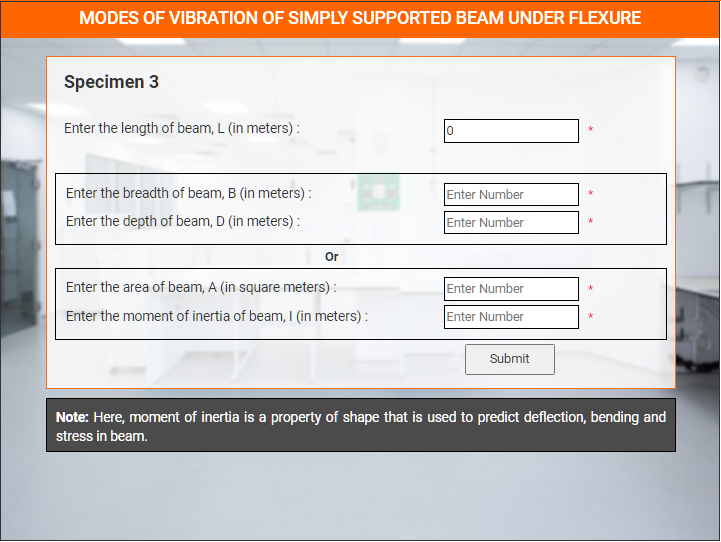 MODES OF VIBRATION OF SIMPLY SUPPORTED BEAM UNDER FLEXURE
Specimen 3
Enter the length of beam, L (in meters) : 0 *
Enter the breadth of beam, B (in meters) : Enter Number *
Enter the depth of beam, D (in meters) : Enter Number *
Or
Enter the area of beam, A (in square meters) : Enter Number *
Enter the moment of inertia of beam, I (in meters) : Enter Number *
Submit
Note: Here, moment of inertia is a property of shape that is used to predict deflection, bending and
stress in beam.